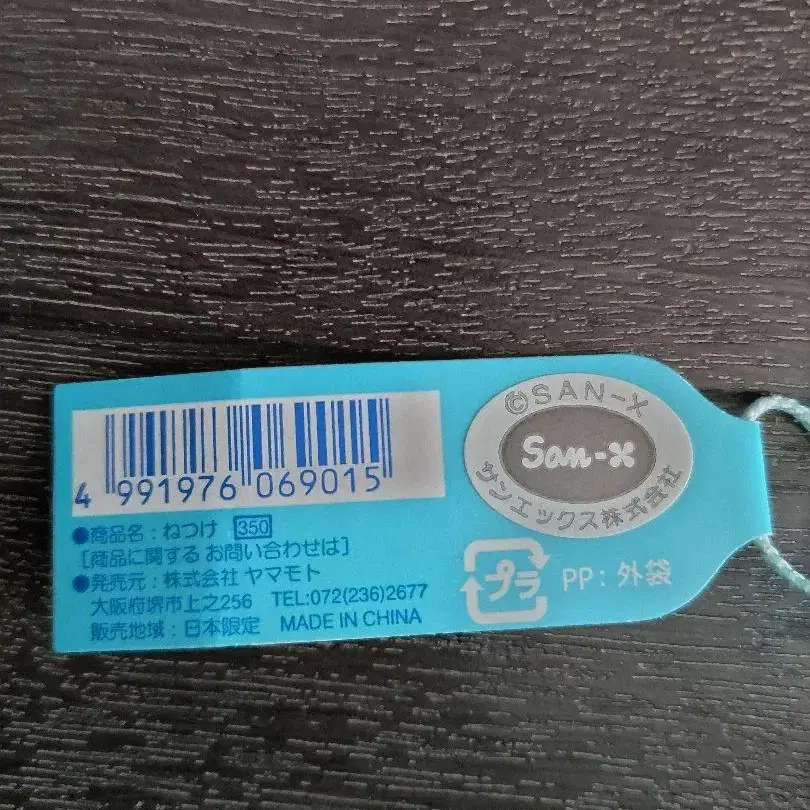 4 991976 069015
●商品名：ねつけ 350
[商品に関する お問い合わせは]
●発売元：株式会社 ヤマモト
大阪府堺市上之256 TEL:072(236)2677
販売地域：日本限定 MADE IN CHINA
©SAN-X
San-X
サンエックス株式会社
プラ PP：外袋